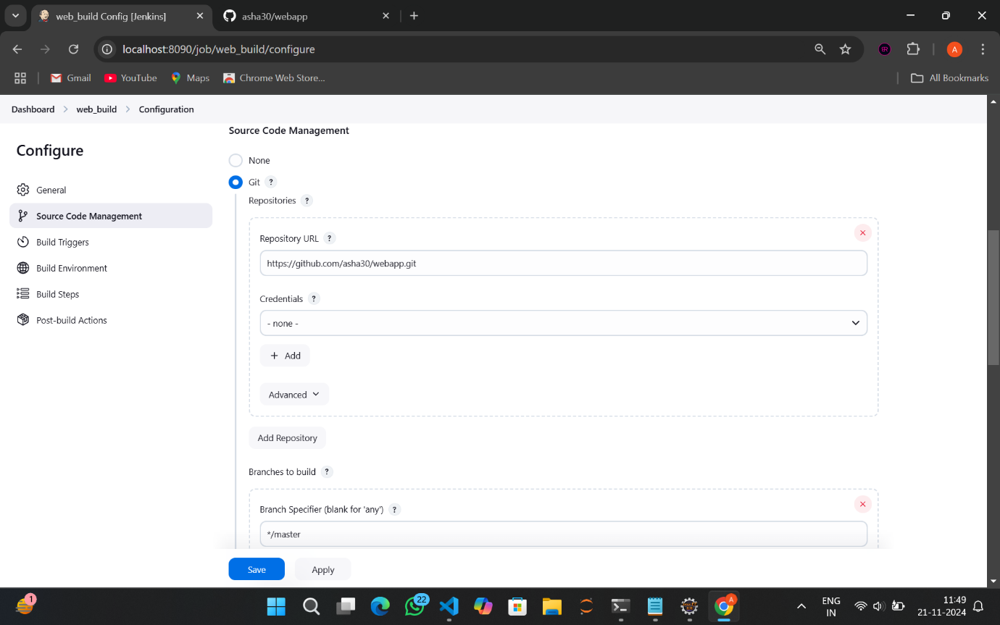 web_build Config [Jenkins]
asha30/webapp
localhost:8090/job/web_build/configure
A
Gmail
YouTube
Maps
Chrome Web Store...
All Bookmarks
Dashboard
web_build
Configuration
Configure
General
Source Code Management
Build Triggers
Build Environment
Build Steps
Post-build Actions
Source Code Management
None
Git ?
Repositories ?
Repository URL ?
https://github.com/asha30/webapp.git
Credentials ?
- none -
+ Add
Advanced
Add Repository
Branches to build ?
Branch Specifier (blank for 'any') ?
*/master
Save
Apply
1
22
A
ENG
IN
11:49
21-11-2024